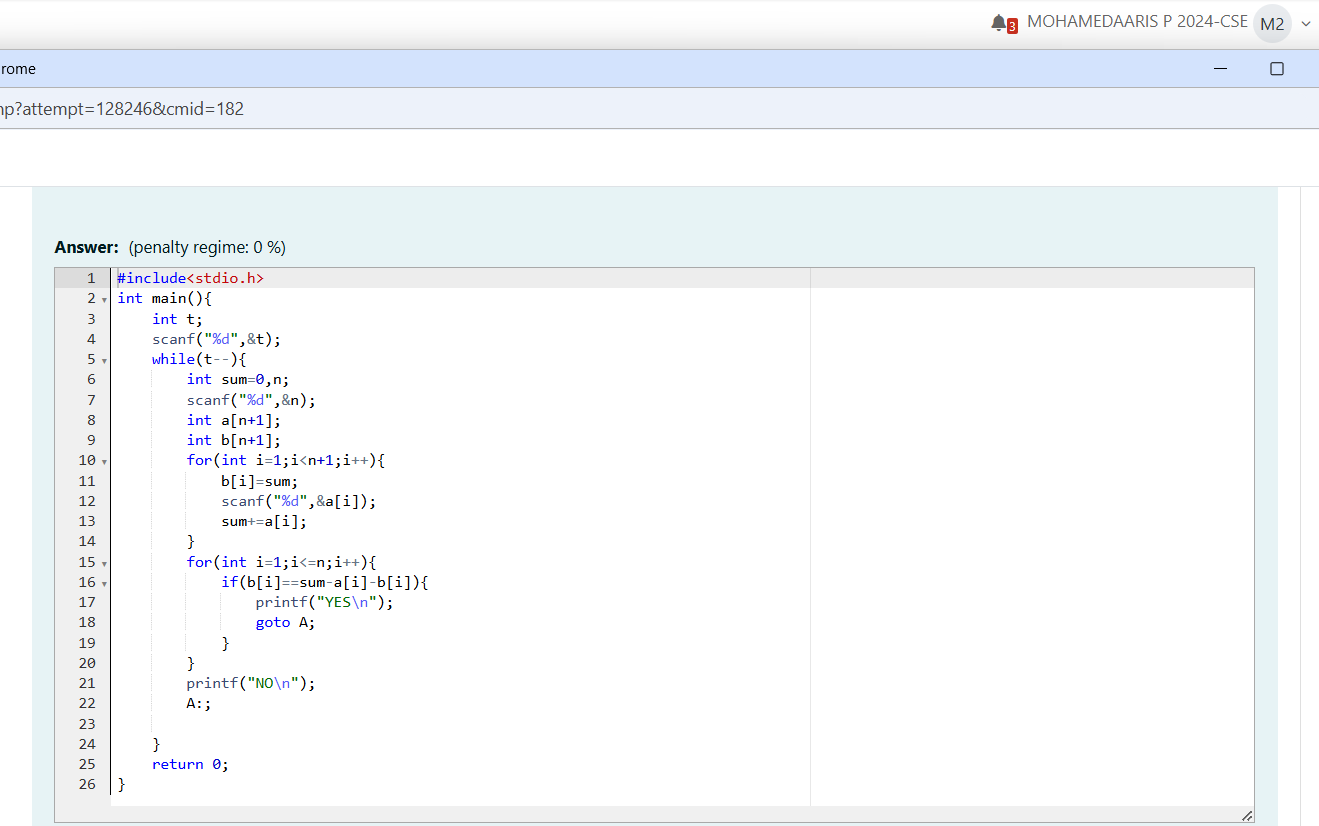 3 MOHAMEDAARIS P 2024-CSE M2
rome
np?attempt=128246&cmid=182
Answer: (penalty regime: 0 %)
1 #include<stdio.h>
2 int main(){
3 int t;
4 scanf("%d",&t);
5 while(t--){
6 int sum=0,n;
7 scanf("%d",&n);
8 int a[n+1];
9 int b[n+1];
10 for(int i=1;i<n+1;i++){
11 b[i]=sum;
12 scanf("%d",&a[i]);
13 sum+=a[i];
14 }
15 for(int i=1;i<=n;i++){
16 if(b[i]==sum-a[i]-b[i]){
17 printf("YES\n");
18 goto A;
19 }
20 }
21 printf("NO\n");
22 A:;
23
24 }
25 return 0;
26 }